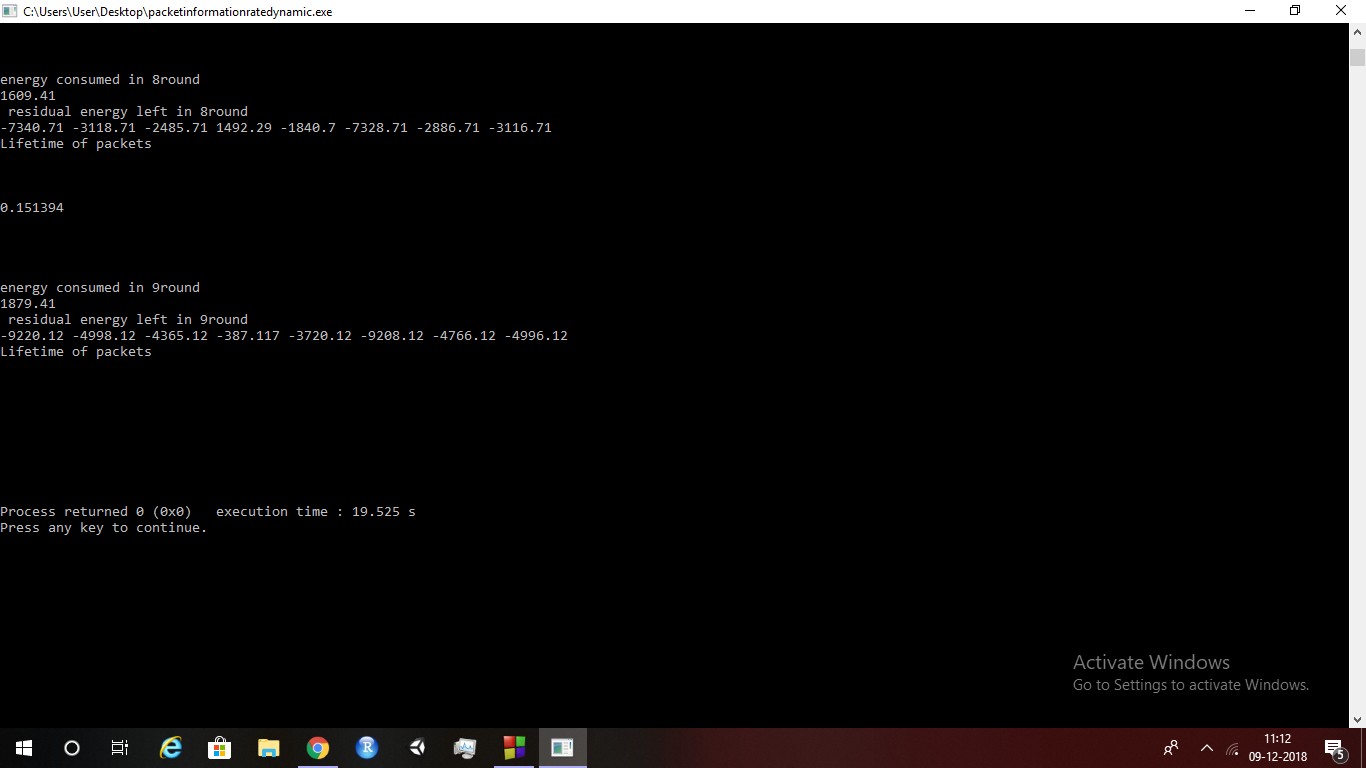 C:\Users\User\Desktop\packetinformationratedynamic.exe
energy consumed in 8round
1609.41
residual energy left in 8round
-7340.71 -3118.71 -2485.71 1492.29 -1840.7 -7328.71 -2886.71 -3116.71
Lifetime of packets
0.151394
energy consumed in 9round
1879.41
residual energy left in 9round
-9220.12 -4998.12 -4365.12 -387.117 -3720.12 -9208.12 -4766.12 -4996.12
Lifetime of packets
Process returned 0 (0x0)   execution time : 19.525 s
Press any key to continue.
Activate Windows
Go to Settings to activate Windows.
R
11:12
09-12-2018
5